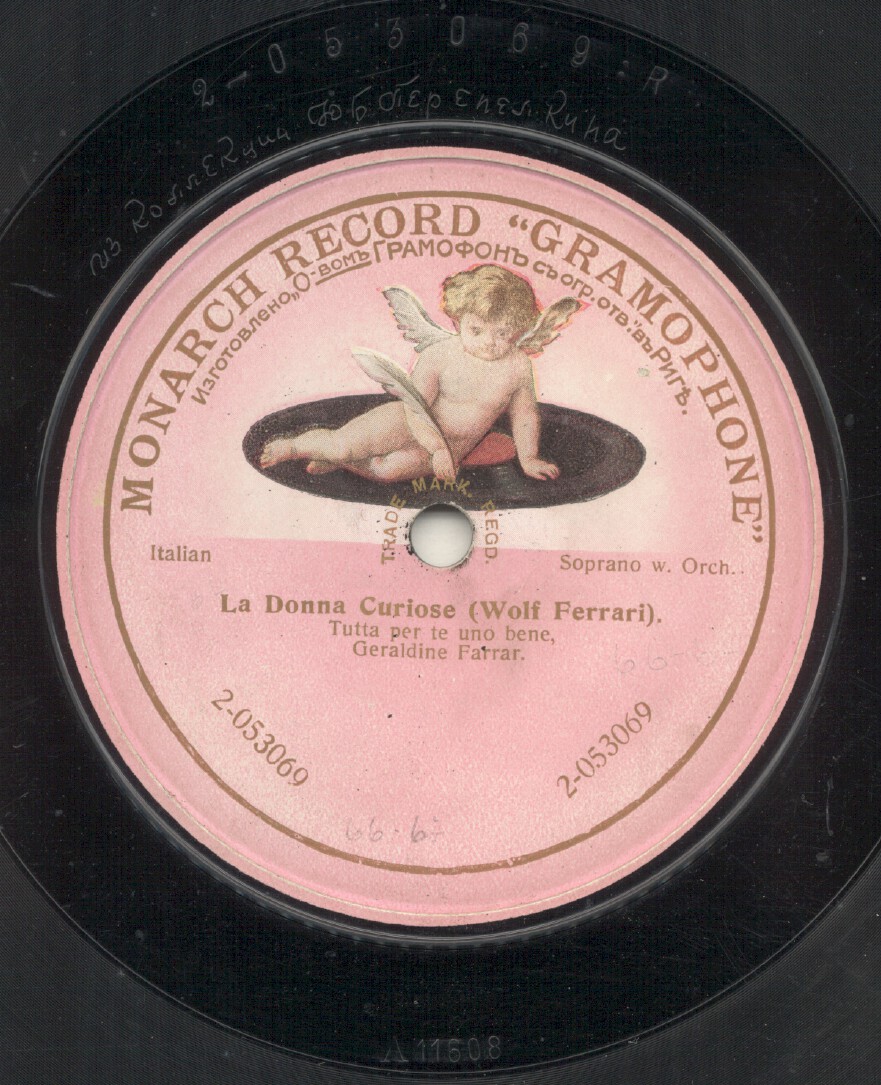 2-053069 R
из коллекции Ю Б Перепелкина
MONARCH RECORD “GRAMOPHONE”
Изготовлено „О-вомъ Грамофонъ съ огр. отв.” въ Ригѣ.
TRADE MARK. REGD.
Italian
Soprano w. Orch..
La Donna Curiose (Wolf Ferrari).
Tutta per te uno bene,
Geraldine Farrar.
2-053069
2-053069
66-67
A 11608